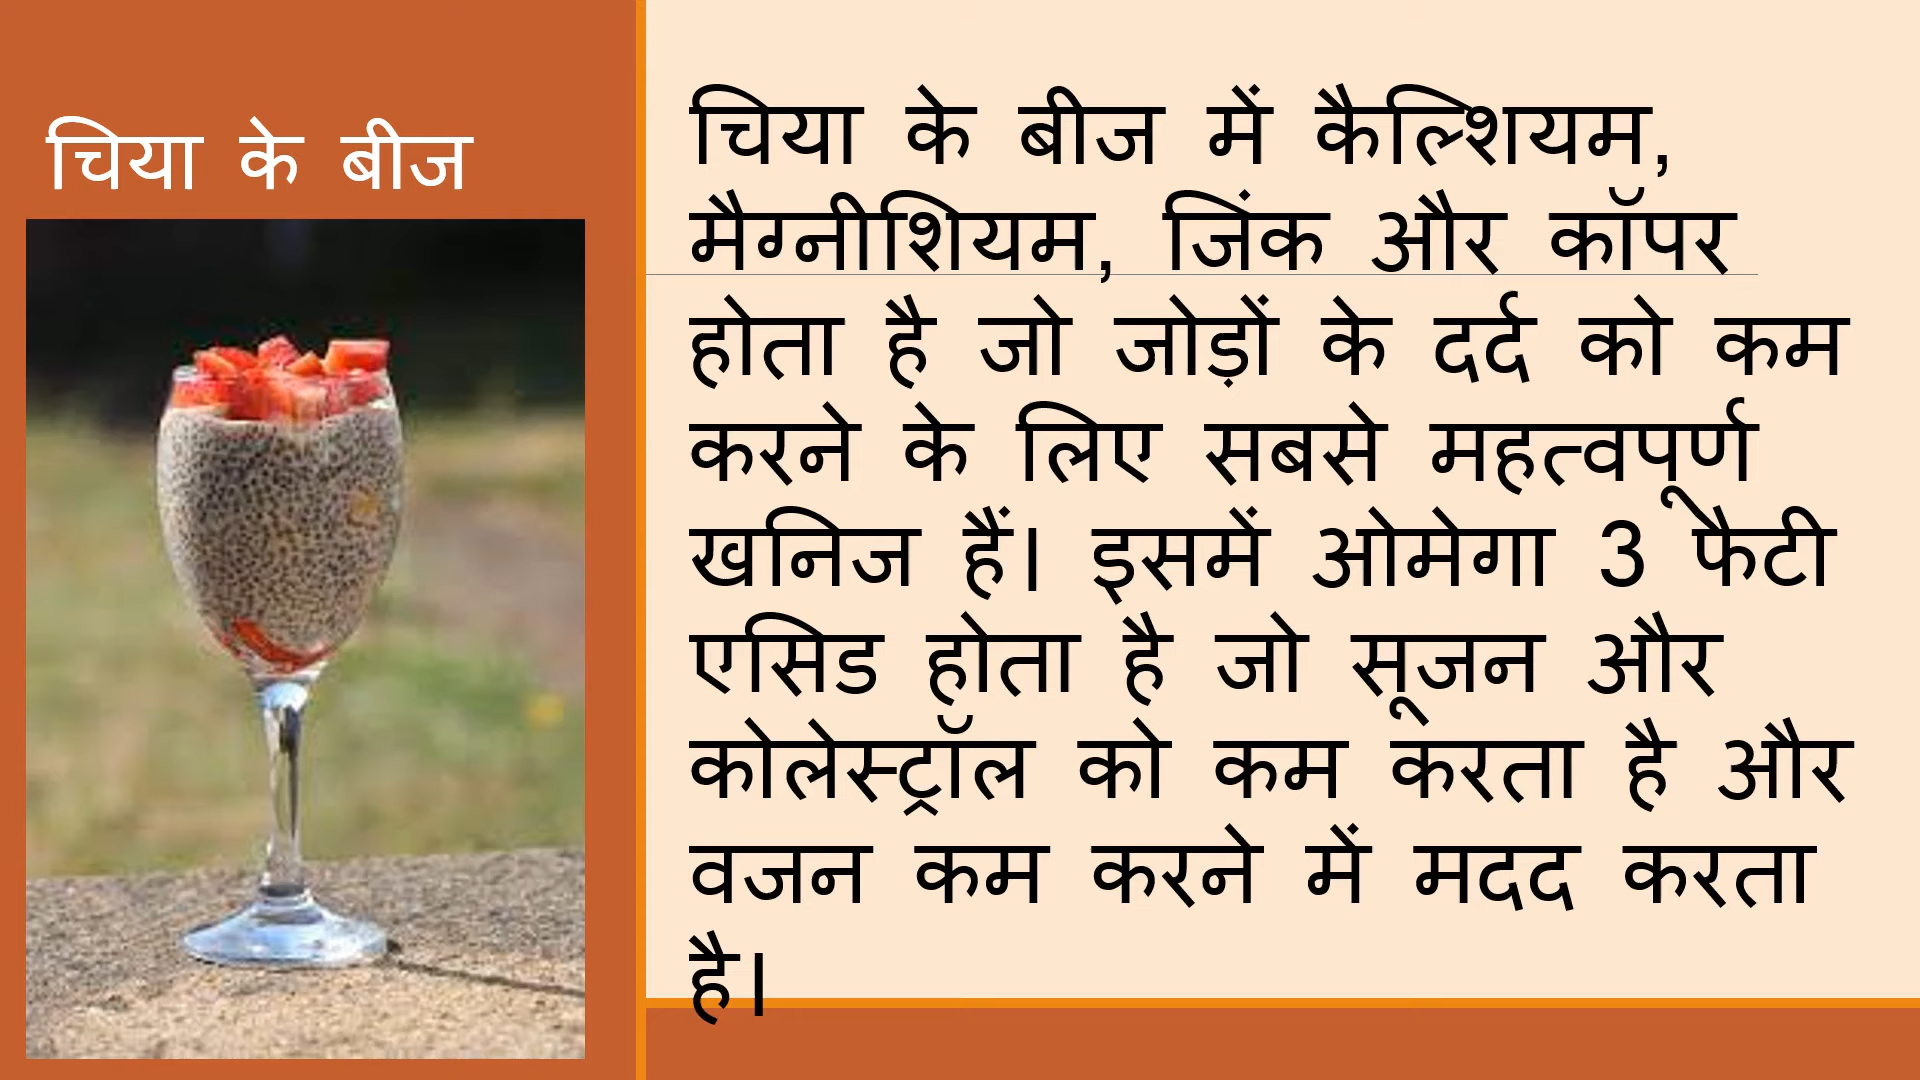 चिया के बीज
चिया के बीज में कैल्शियम,
मैग्नीशियम, जिंक और कॉपर
होता है जो जोड़ों के दर्द को कम
करने के लिए सबसे महत्वपूर्ण
खनिज हैं। इसमें ओमेगा 3 फैटी
एसिड होता है जो सूजन और
कोलेस्ट्रॉल को कम करता है और
वजन कम करने में मदद करता
है।